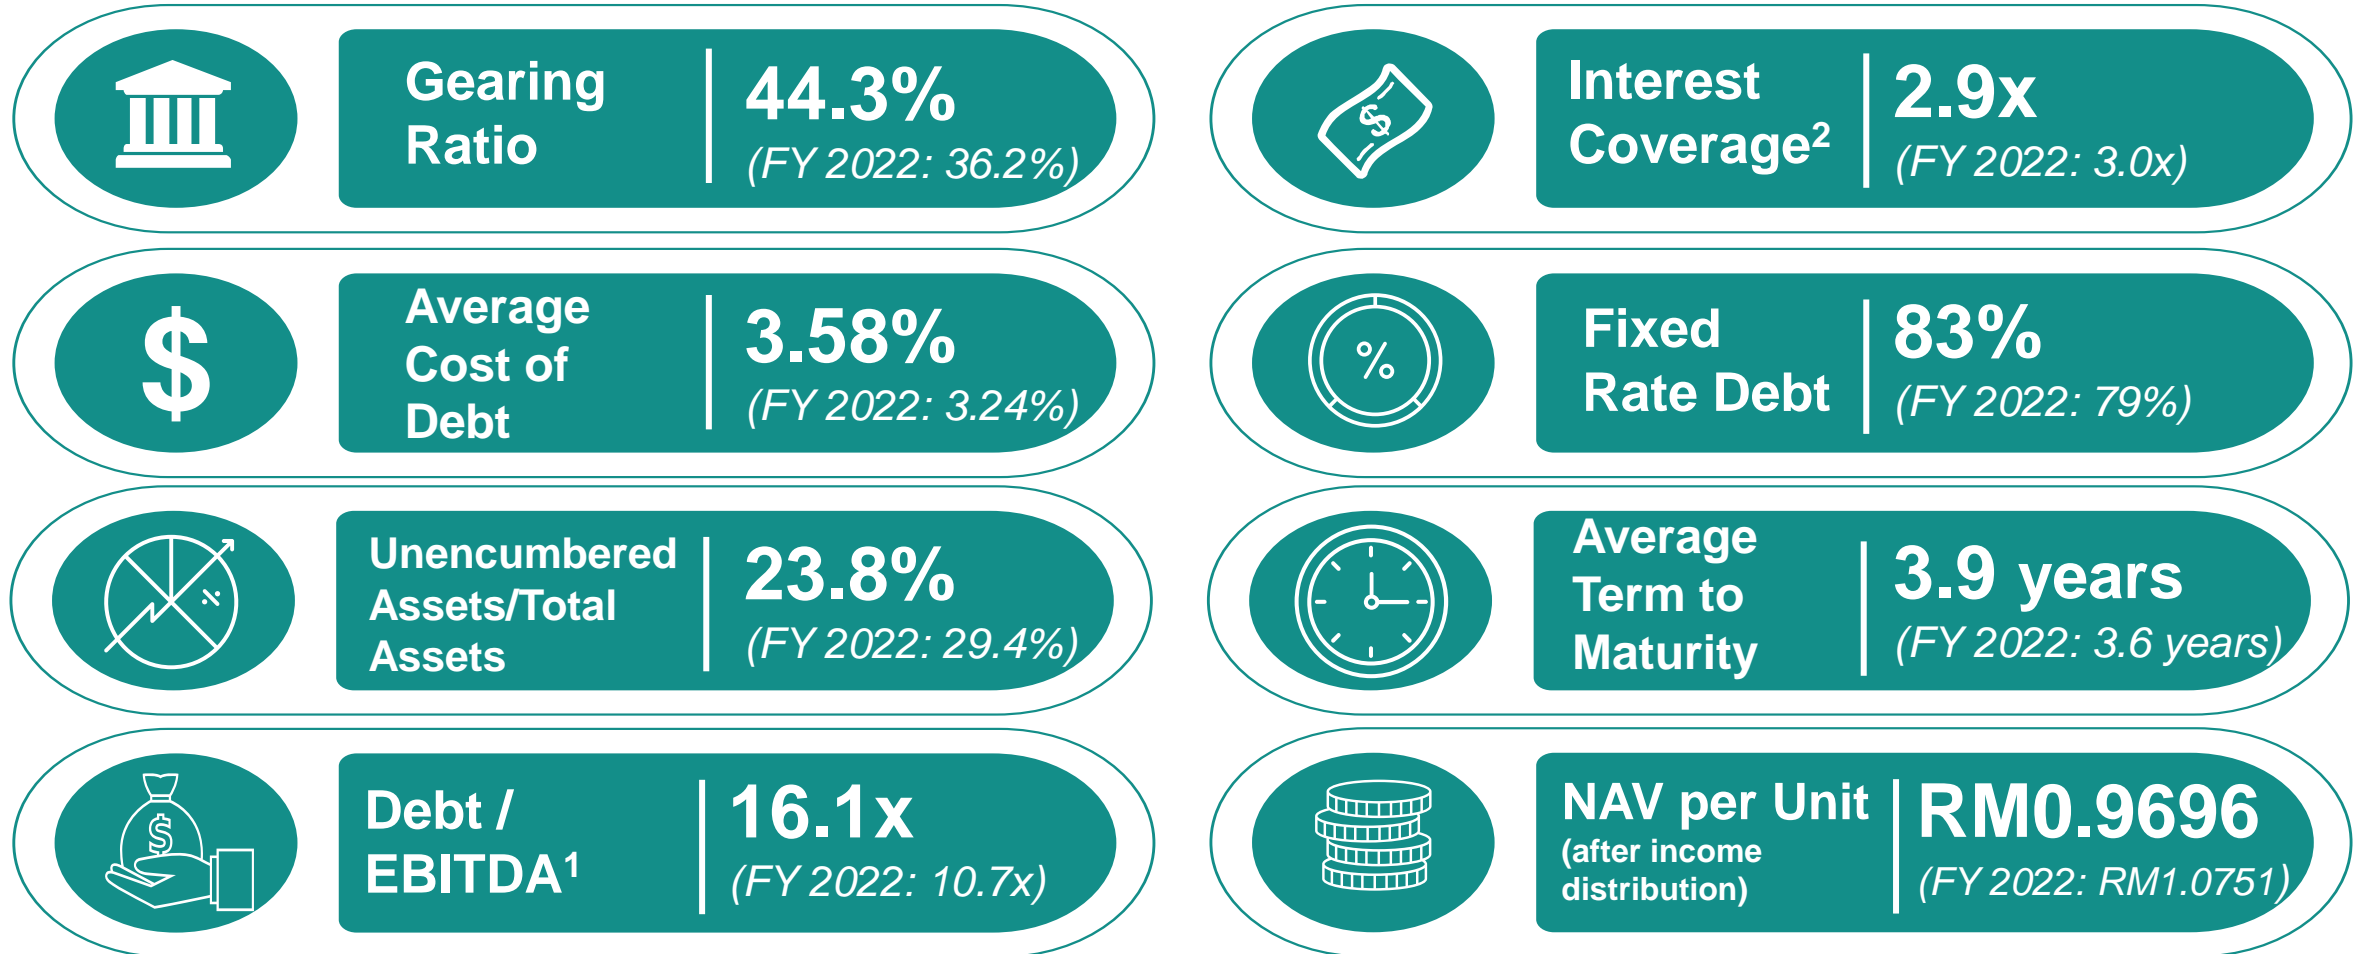 Gearing
Ratio
44.3%
(FY 2022: 36.2%)
Interest
Coverage²
2.9x
(FY 2022: 3.0x)
$
Average
Cost of
Debt
3.58%
(FY 2022: 3.24%)
%
Fixed
Rate Debt
83%
(FY 2022: 79%)
%
Unencumbered
Assets/Total
Assets
23.8%
(FY 2022: 29.4%)
Average
Term to
Maturity
3.9 years
(FY 2022: 3.6 years)
$
Debt /
EBITDA¹
16.1x
(FY 2022: 10.7x)
NAV per Unit
(after income
distribution)
RM0.9696
(FY 2022: RM1.0751)
$